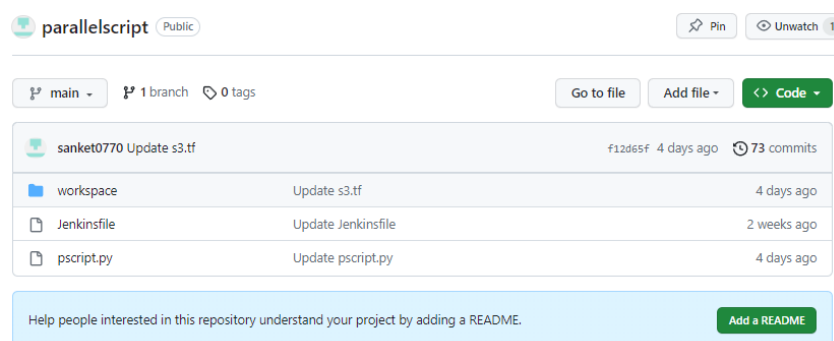 parallelscript Public Pin Unwatch 1
main 1 branch 0 tags Go to file Add file <> Code
sanket0770 Update s3.tf f12d65f 4 days ago 73 commits
workspace Update s3.tf 4 days ago
Jenkinsfile Update Jenkinsfile 2 weeks ago
pscript.py Update pscript.py 4 days ago
Help people interested in this repository understand your project by adding a README. Add a README